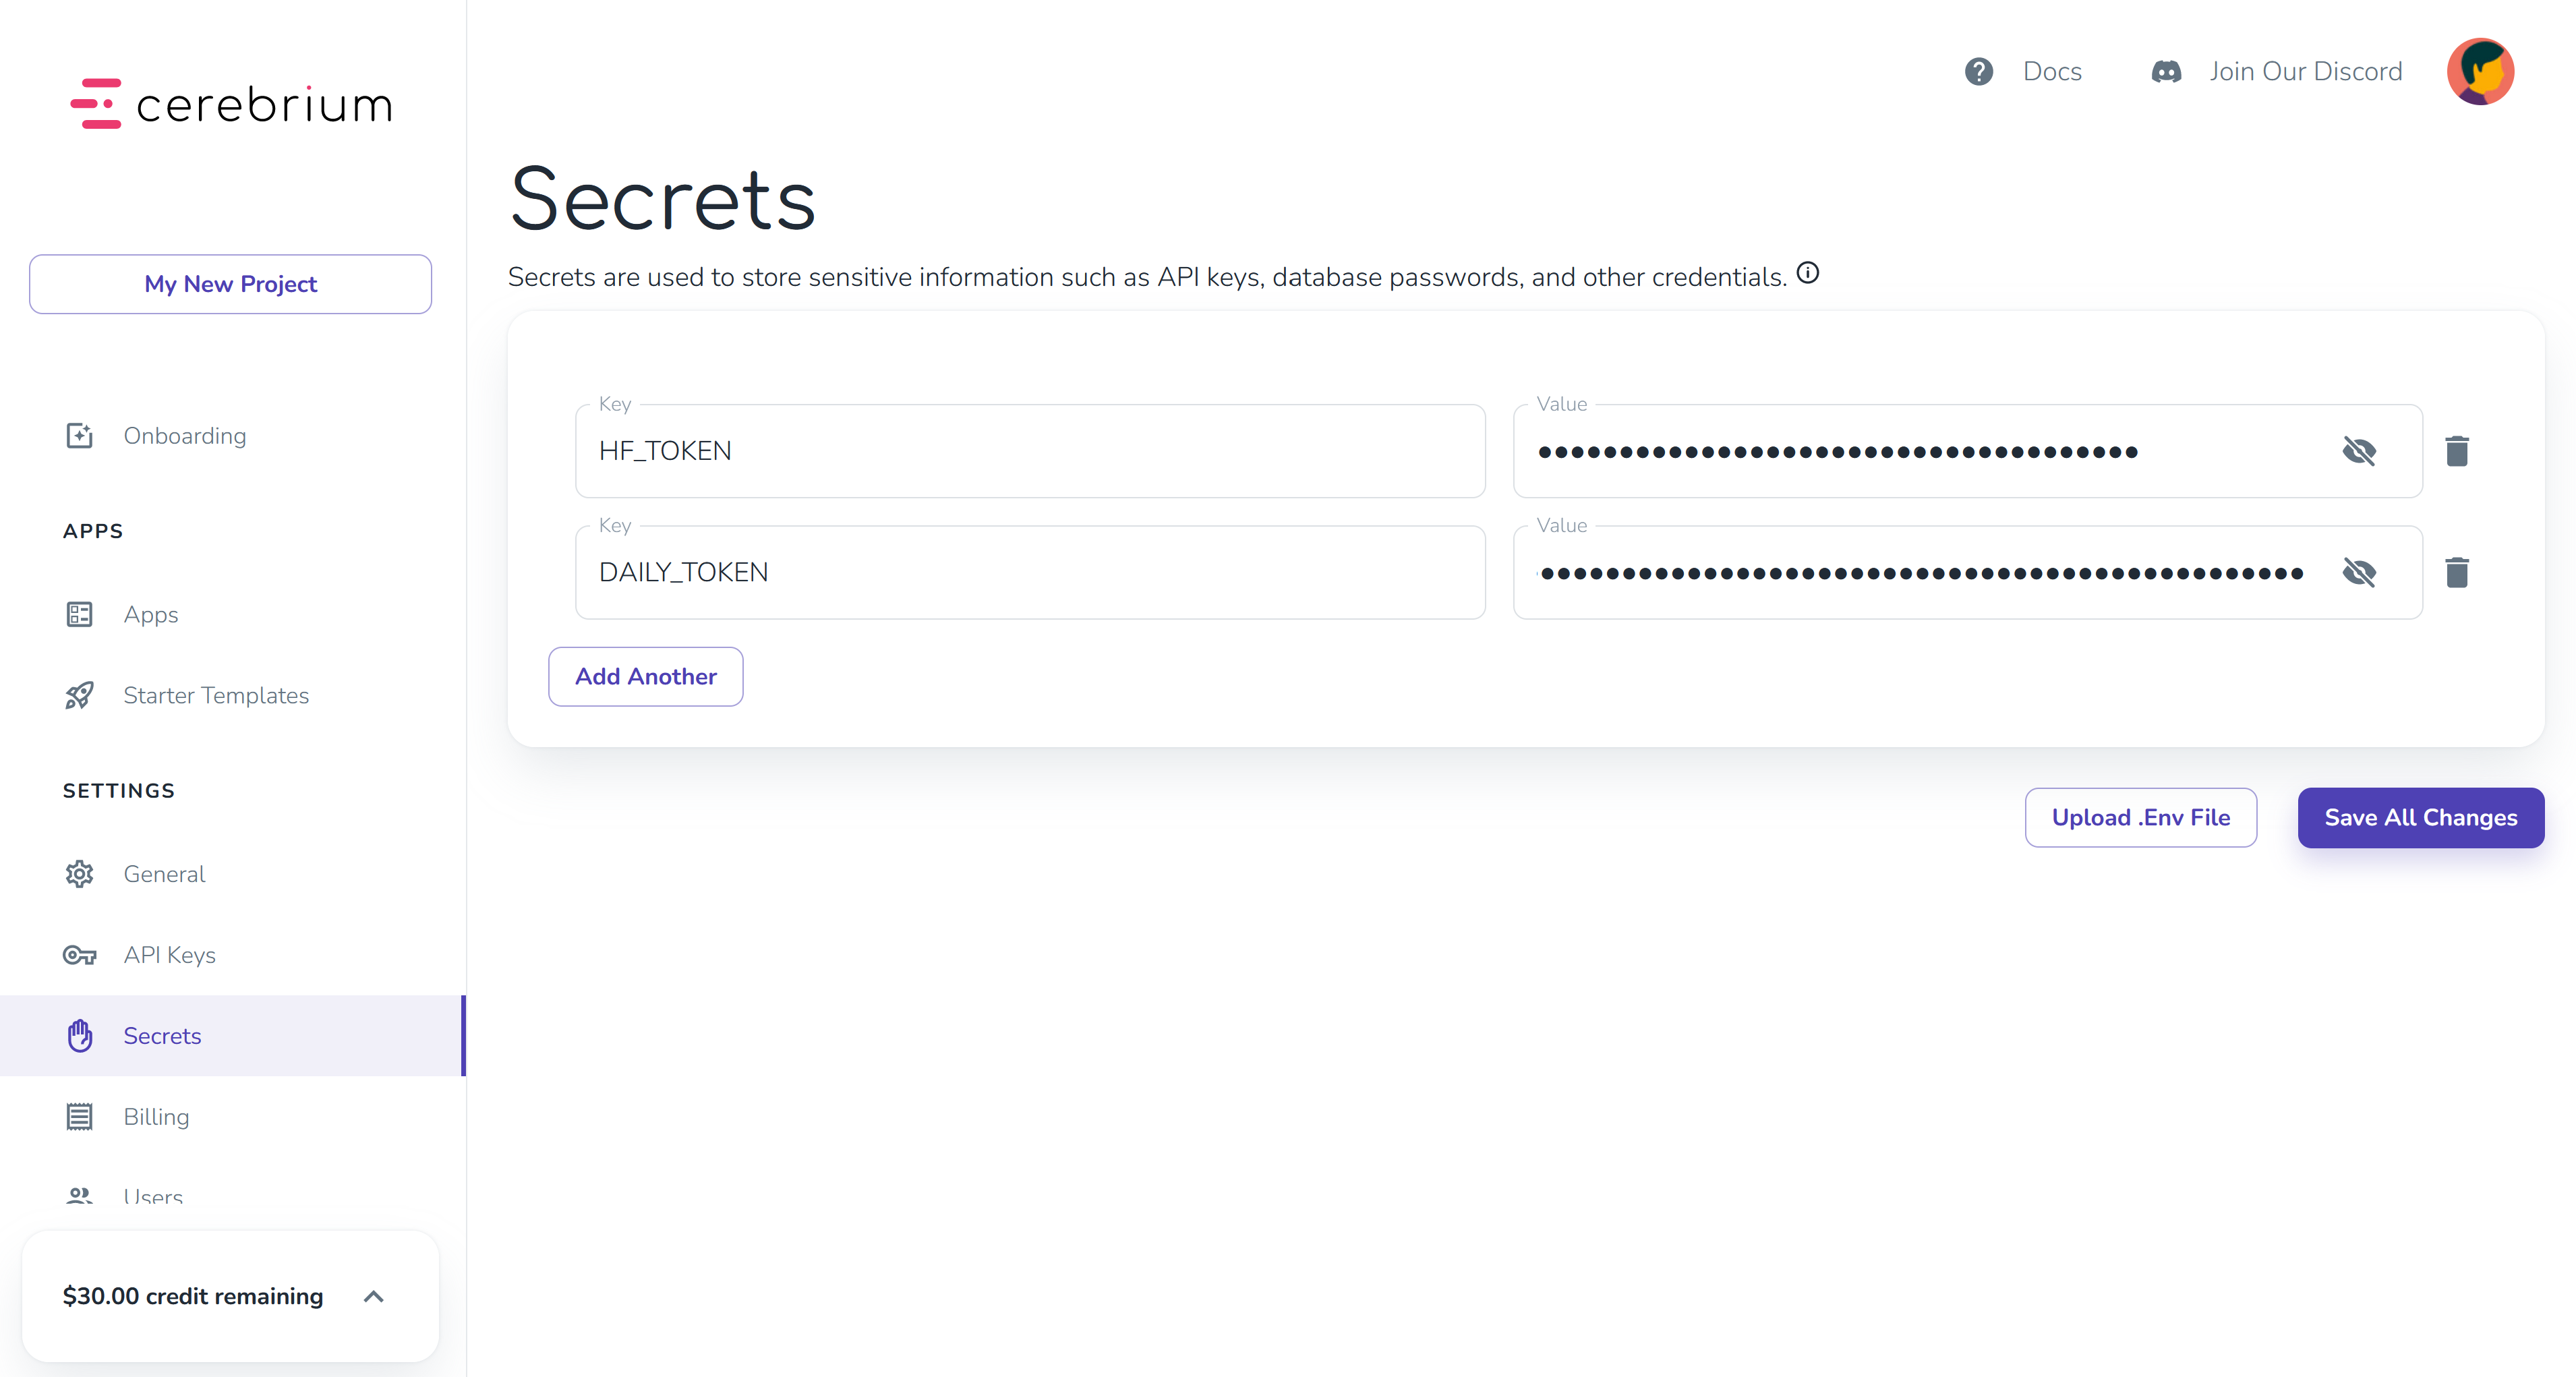 cerebrium
Docs
Join Our Discord
My New Project
Onboarding
APPS
Apps
Starter Templates
SETTINGS
General
API Keys
Secrets
Billing
Users
$30.00 credit remaining
Secrets
Secrets are used to store sensitive information such as API keys, database passwords, and other credentials.
Key
HF_TOKEN
Value
Key
DAILY_TOKEN
Value
Add Another
Upload .Env File
Save All Changes